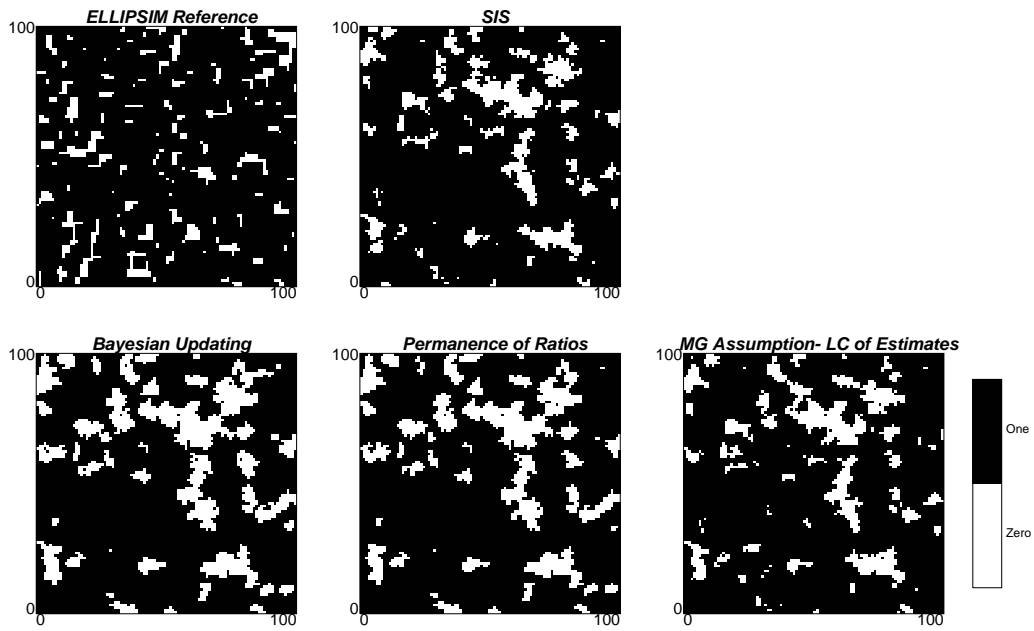 ELLIPSIM Reference
100
0
0
100
SIS
100
0
0
100
Bayesian Updating
100
0
0
100
Permanence of Ratios
100
0
0
100
MG Assumption- LC of Estimates
100
0
0
100
One
Zero